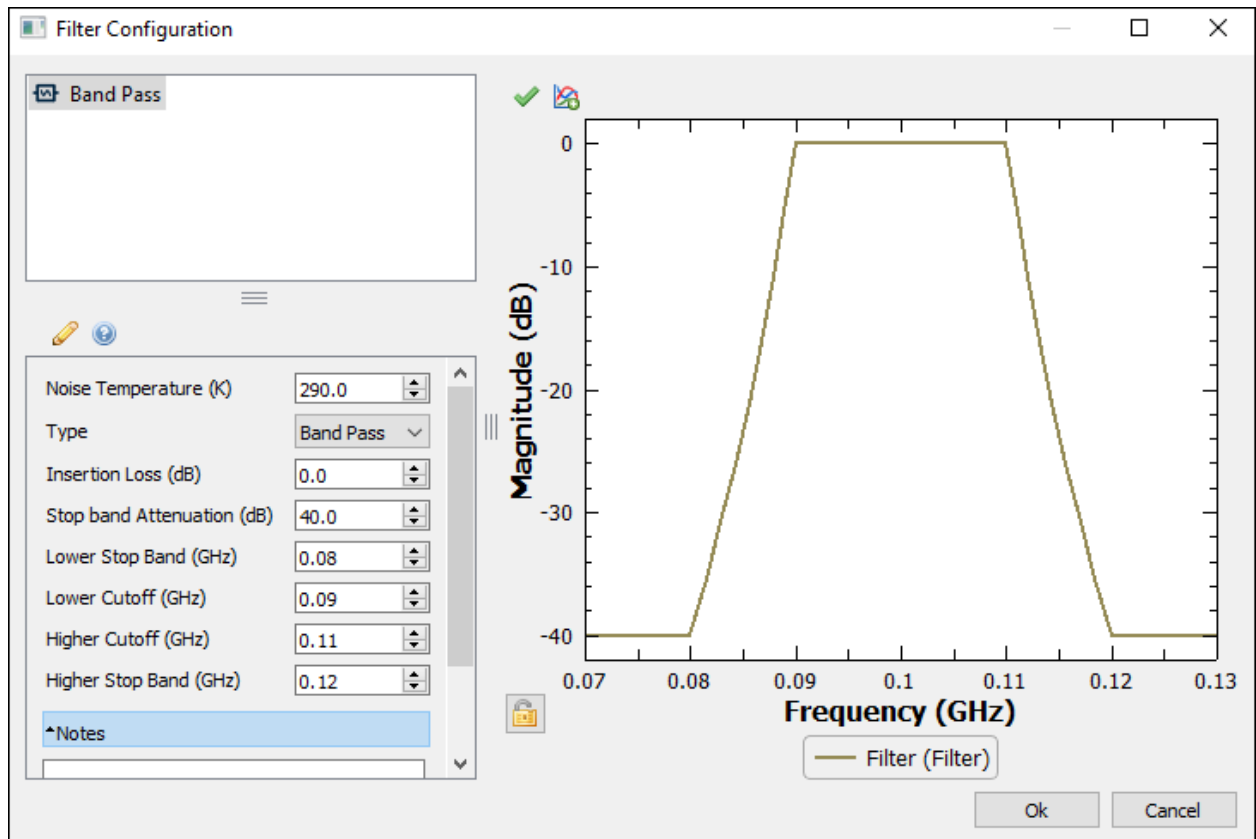 Filter Configuration
Band Pass
Noise Temperature (K) 290.0
Type Band Pass
Insertion Loss (dB) 0.0
Stop band Attenuation (dB) 40.0
Lower Stop Band (GHz) 0.08
Lower Cutoff (GHz) 0.09
Higher Cutoff (GHz) 0.11
Higher Stop Band (GHz) 0.12
Notes
Magnitude (dB)
0
-10
-20
-30
-40
0.07 0.08 0.09 0.1 0.11 0.12 0.13
Frequency (GHz)
Filter (Filter)
Ok Cancel